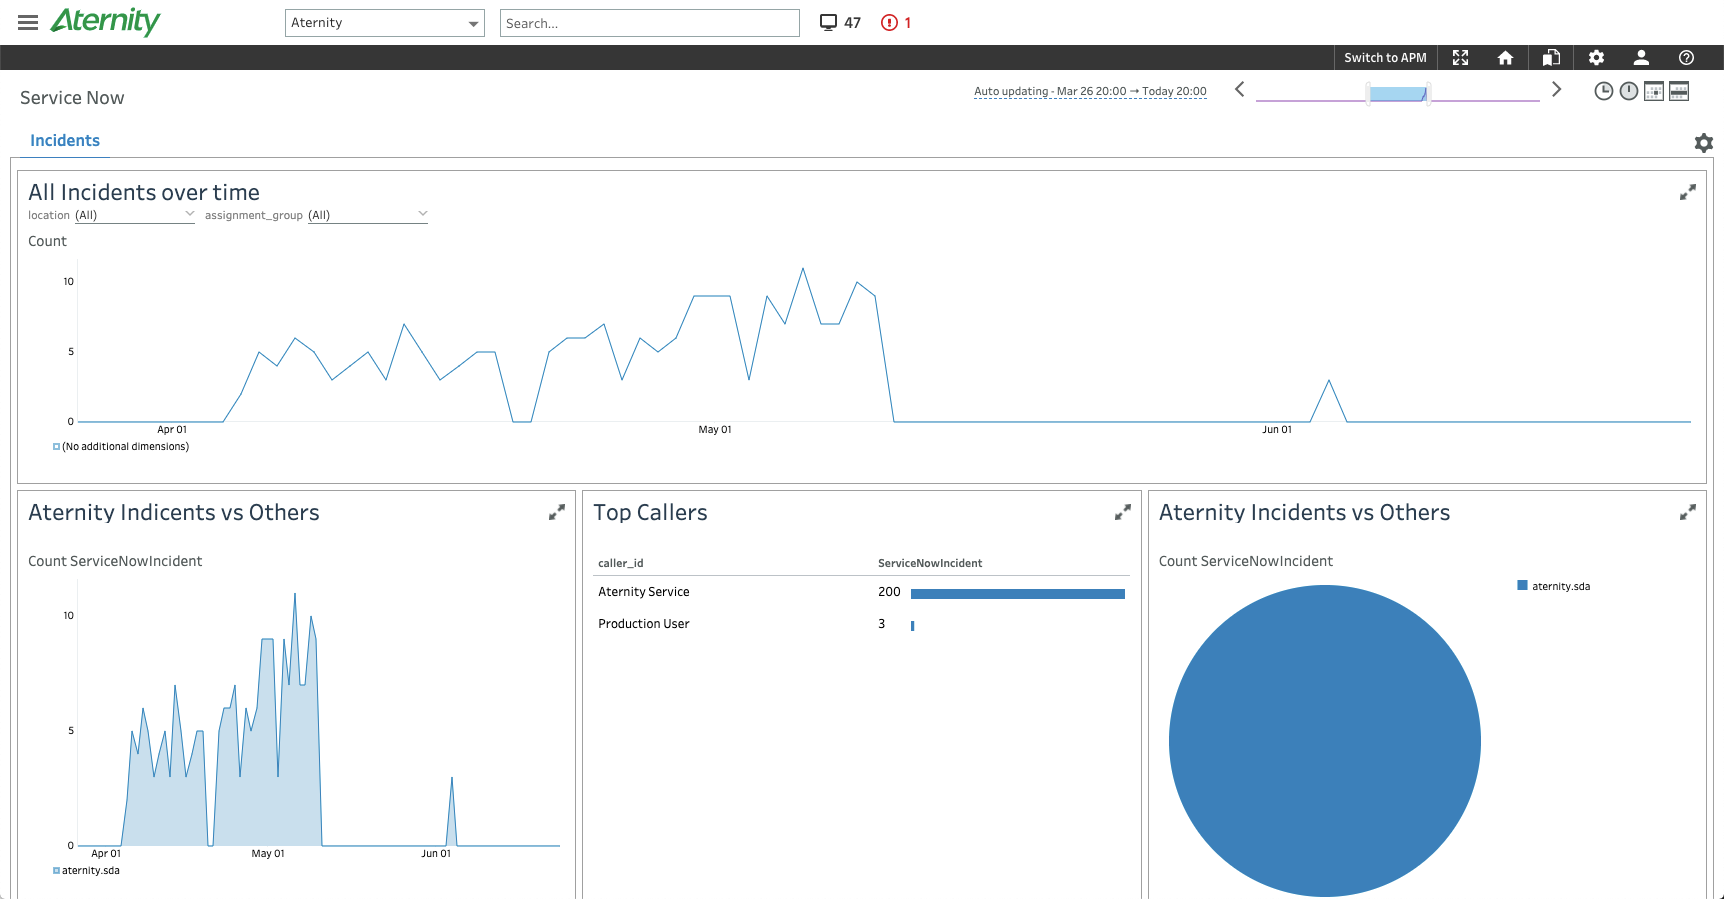 Aternity
Aternity
Search...
47
1
Switch to APM
Service Now
Auto updating - Mar 26 20:00 → Today 20:00
Incidents
All Incidents over time
location (All) assignment_group (All)
Count
10
5
0
Apr 01 May 01 Jun 01
(No additional dimensions)
Aternity Indicents vs Others
Count ServiceNowIncident
10
5
0
Apr 01 May 01 Jun 01
aternity.sda
Top Callers
caller_id ServiceNowIncident
Aternity Service 200
Production User 3
Aternity Incidents vs Others
Count ServiceNowIncident
aternity.sda